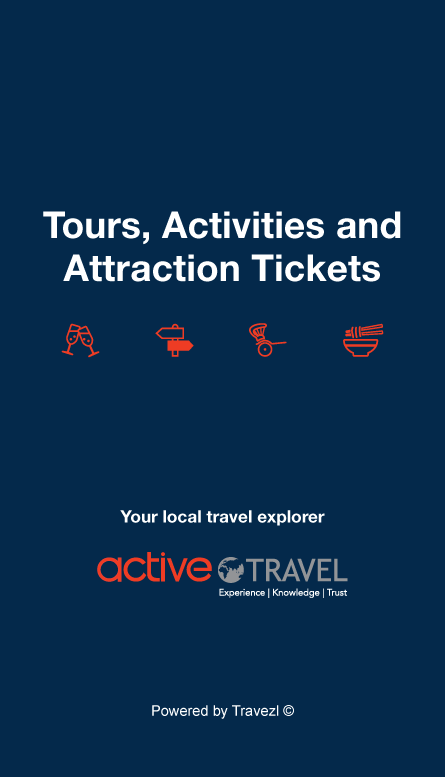 Tours, Activities and
Attraction Tickets
Your local travel explorer
active TRAVEL
Experience | Knowledge | Trust
Powered by Travezl ©